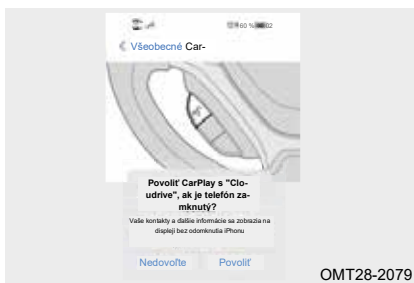 60 %
Všeobecné Car-
Povoliť CarPlay s "Clo-
udrive", ak je telefón za-
mknutý?
Vaše kontakty a ďalšie informácie sa zobrazia na
displeji bez odomknutia iPhonu
Nedovoľte Povoliť
OMT28-2079